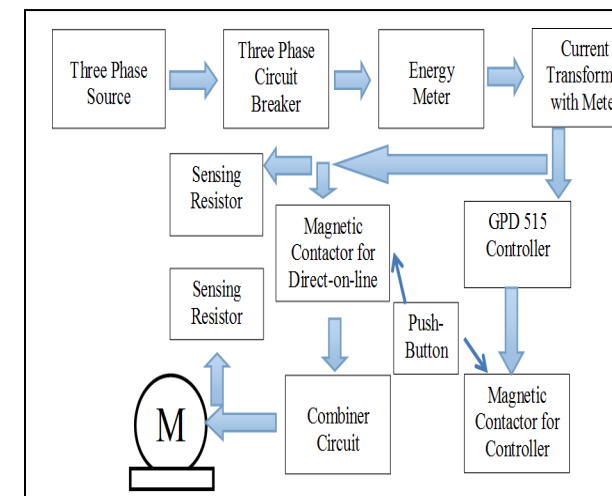 Three Phase
Source
Three Phase
Circuit
Breaker
Energy
Meter
Current
Transform
with Mete
Sensing
Resistor
Magnetic
Contactor for
Direct-on-line
GPD 515
Controller
Sensing
Resistor
Push-
Button
M
Combiner
Circuit
Magnetic
Contactor for
Controller